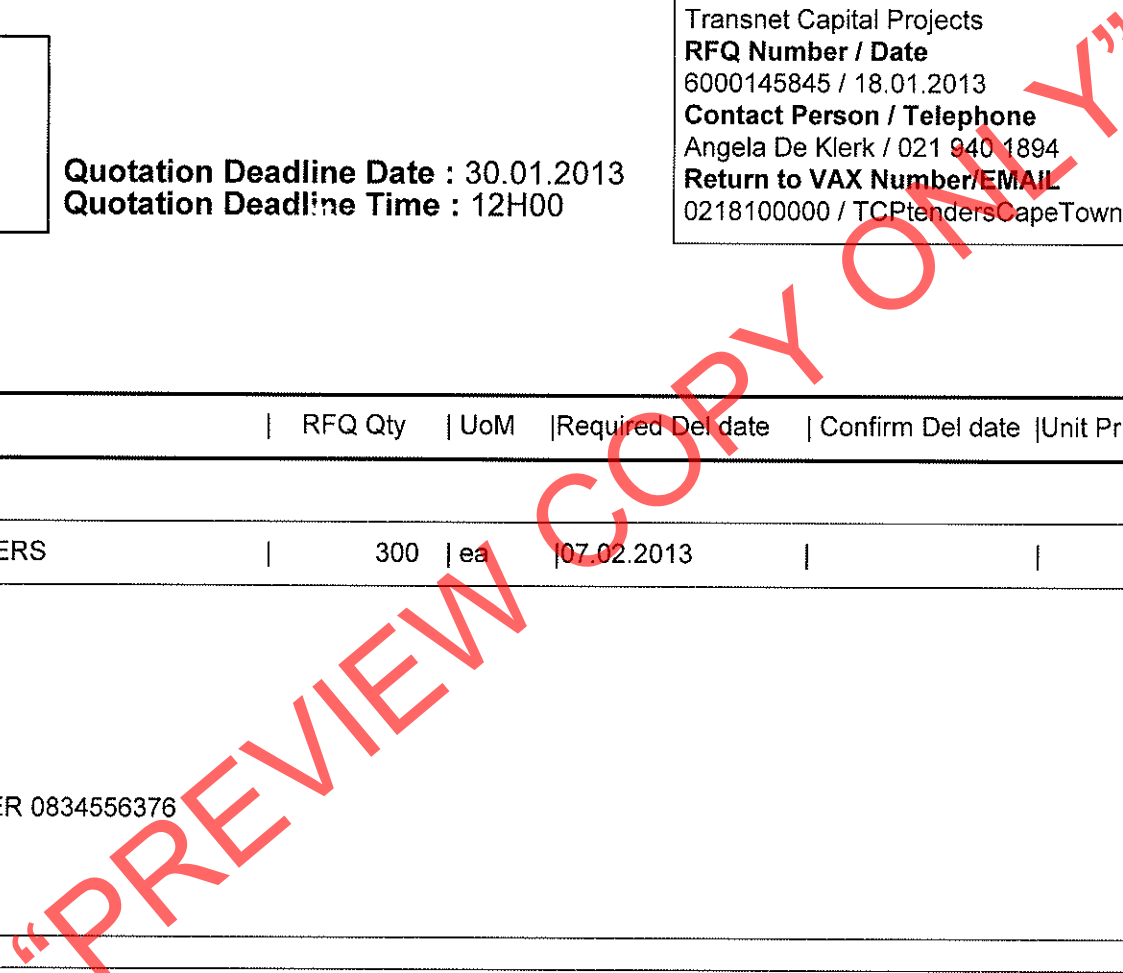 Transnet Capital Projects
RFQ Number / Date
6000145845 / 18.01.2013
Contact Person / Telephone
Angela De Klerk / 021 940 1894
Return to VAX Number/EMAIL
0218100000 / TCPtendersCapeTown
Quotation Deadline Date : 30.01.2013
Quotation Deadline Time : 12H00
| RFQ Qty | UoM |Required Del date | Confirm Del date |Unit Pr
ERS | 300 | ea |07.02.2013 | |
ER 0834556376
“PREVIEW COPY ONLY”